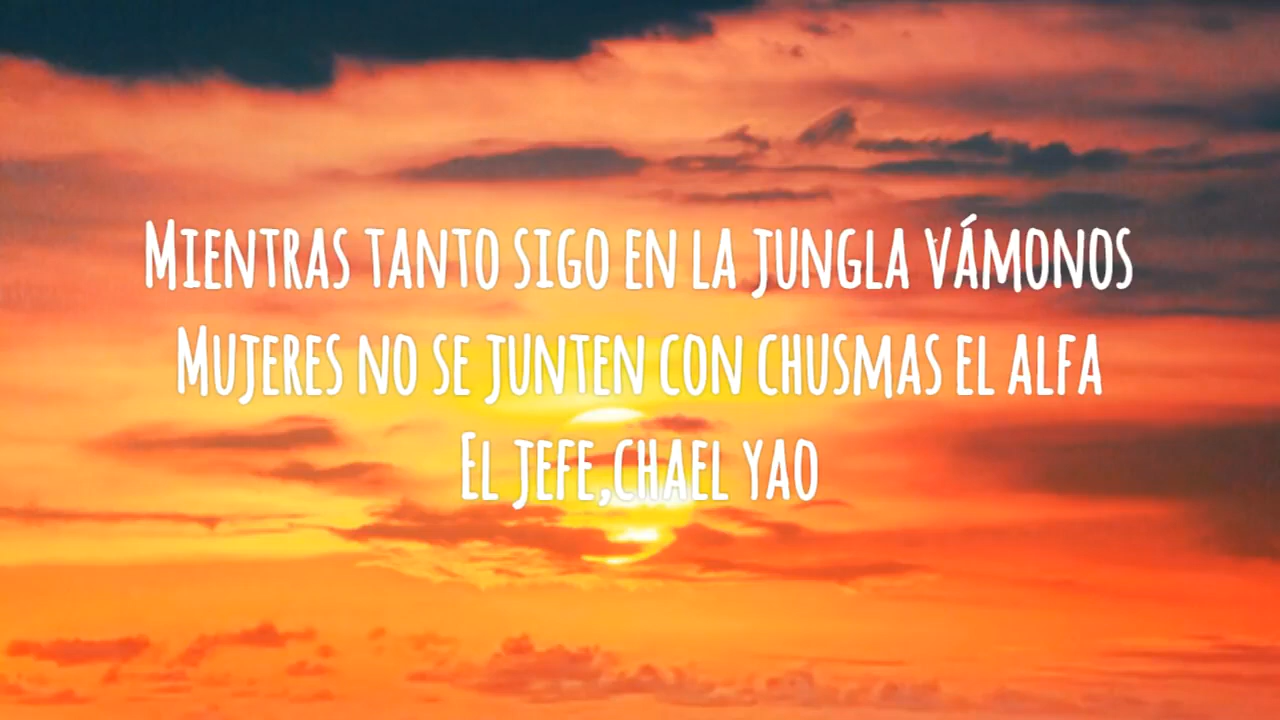 Mientras tanto sigo en la jungla vámonos
Mujeres no se junten con chusmas el alfa
El jefe,chael yao